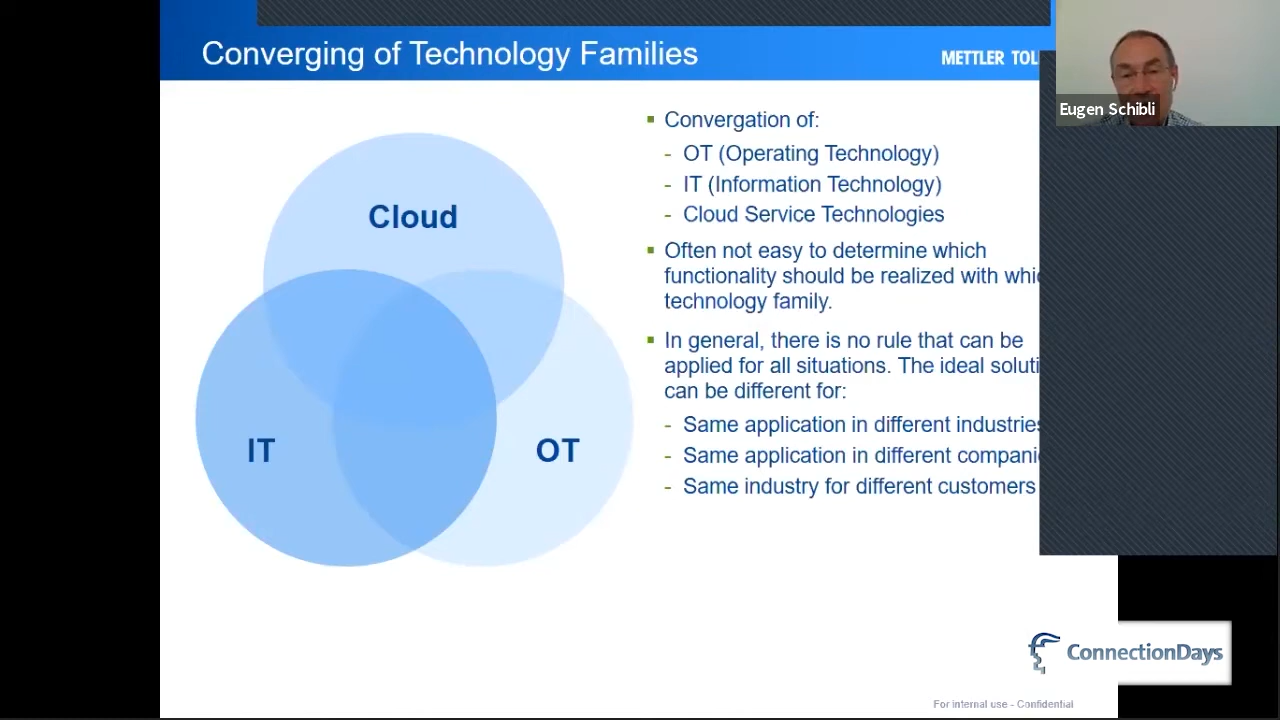 Converging of Technology Families
METTLER
Eugen Schibli
Cloud
IT
OT
▪ Convergation of:
- OT (Operating Technology)
- IT (Information Technology)
- Cloud Service Technologies
▪ Often not easy to determine which
functionality should be realized with
technology family.
▪ In general, there is no rule that can be
applied for all situations. The ideal
can be different for:
- Same application in different industries
- Same application in different
- Same industry for different customers
ConnectionDays
For internal use - Confidential